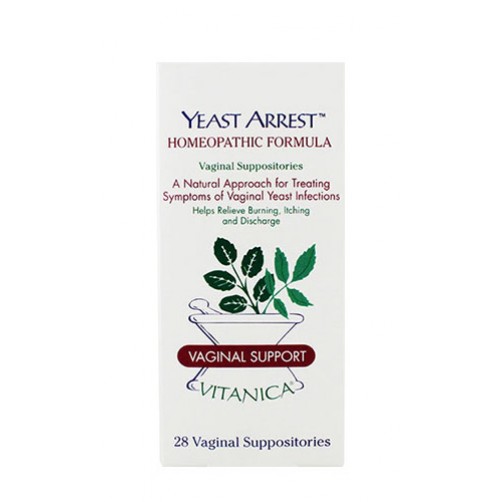 YEAST ARREST™
HOMEOPATHIC FORMULA
Vaginal Suppositories
A Natural Approach for Treating
Symptoms of Vaginal Yeast Infections
Helps Relieve Burning, Itching
and Discharge
VAGINAL SUPPORT
VITANICA®
28 Vaginal Suppositories